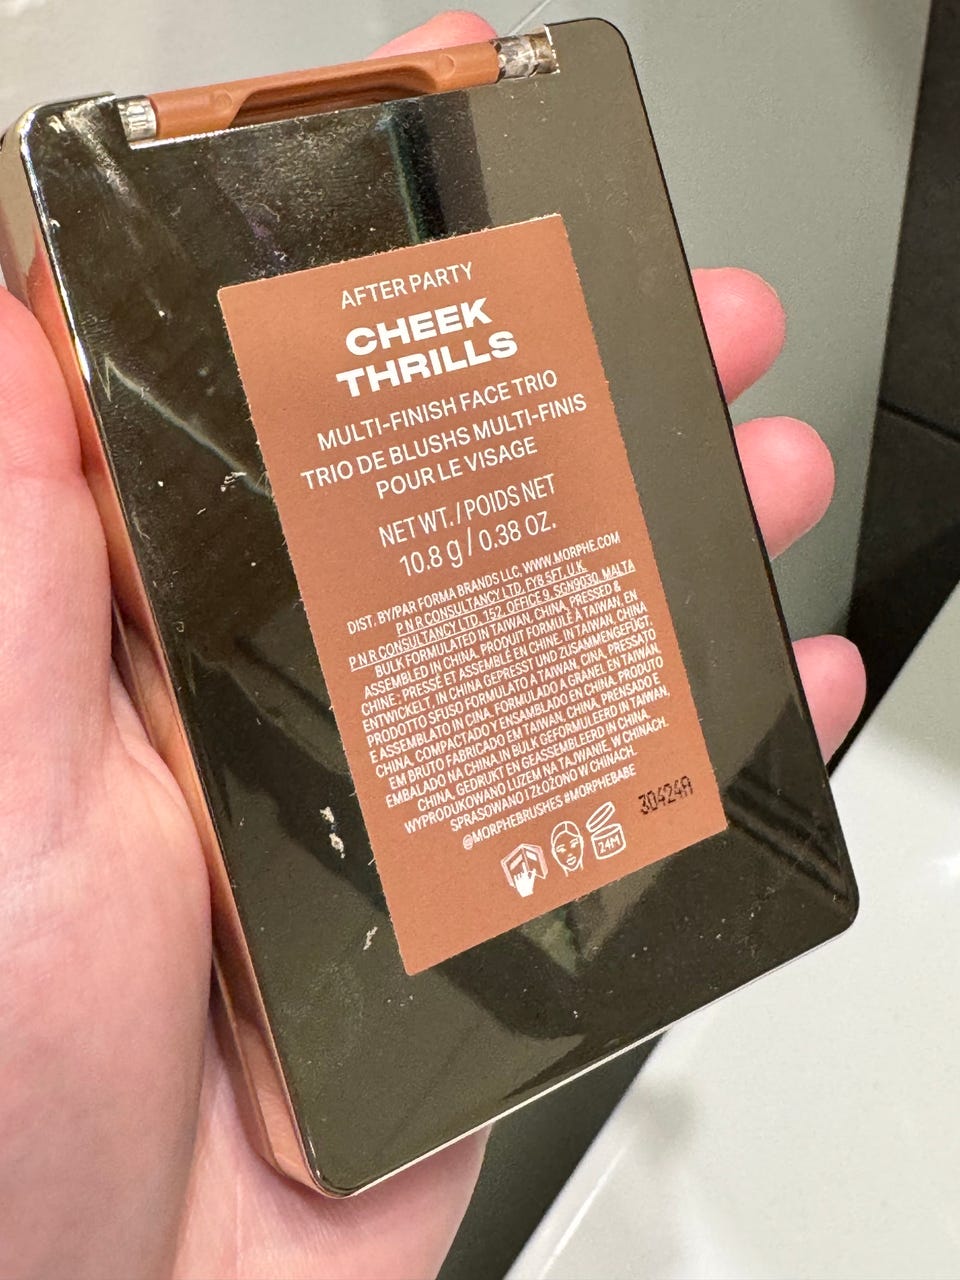 AFTER PARTY
CHEEK
THRILLS
MULTI-FINISH FACE TRIO
TRIO DE BLUSHS MULTI-FINIS
POUR LE VISAGE
NET WT. / POIDS NET
10.8 g / 0.38 OZ.
DIST. BY/PAR FORMA BRANDS LLC, WWW.MORPHE.COM
P N R CONSULTANCY LTD, FY8 5FT, U.K.
P N R CONSULTANCY LTD, 152, OFFICE 9, SGN9030, MALTA
BULK FORMULATED IN TAIWAN, CHINA, PRESSED &
ASSEMBLED IN CHINA. PRODUIT FORMULÉ À TAIWAN, EN
CHINE ; PRESSÉ ET ASSEMBLÉ EN CHINE. IN TAIWAN, CHINA
ENTWICKELT, IN CHINA GEPRESST UND ZUSAMMENGEFÜGT.
PRODOTTO SFUSO FORMULATO A TAIWAN, CINA, PRESSATO
E ASSEMBLATO IN CINA. FORMULADO A GRANEL EN TAIWÁN,
CHINA, COMPACTADO Y ENSAMBLADO EN CHINA. PRODUTO
EM BRUTO FABRICADO EM TAIWAN, CHINA, PRENSADO E
EMBALADO NA CHINA. IN BULK GEFORMULEERD IN TAIWAN,
CHINA, GEDRUKT EN GEASSEMBLEERD IN CHINA.
WYPRODUKOWANO LUZEM NA TAJWANIE, W CHINACH.
SPRASOWANO I ZŁOŻONO W CHINACH.
@MORPHEBRUSHES #MORPHEBABE
30424A
24M